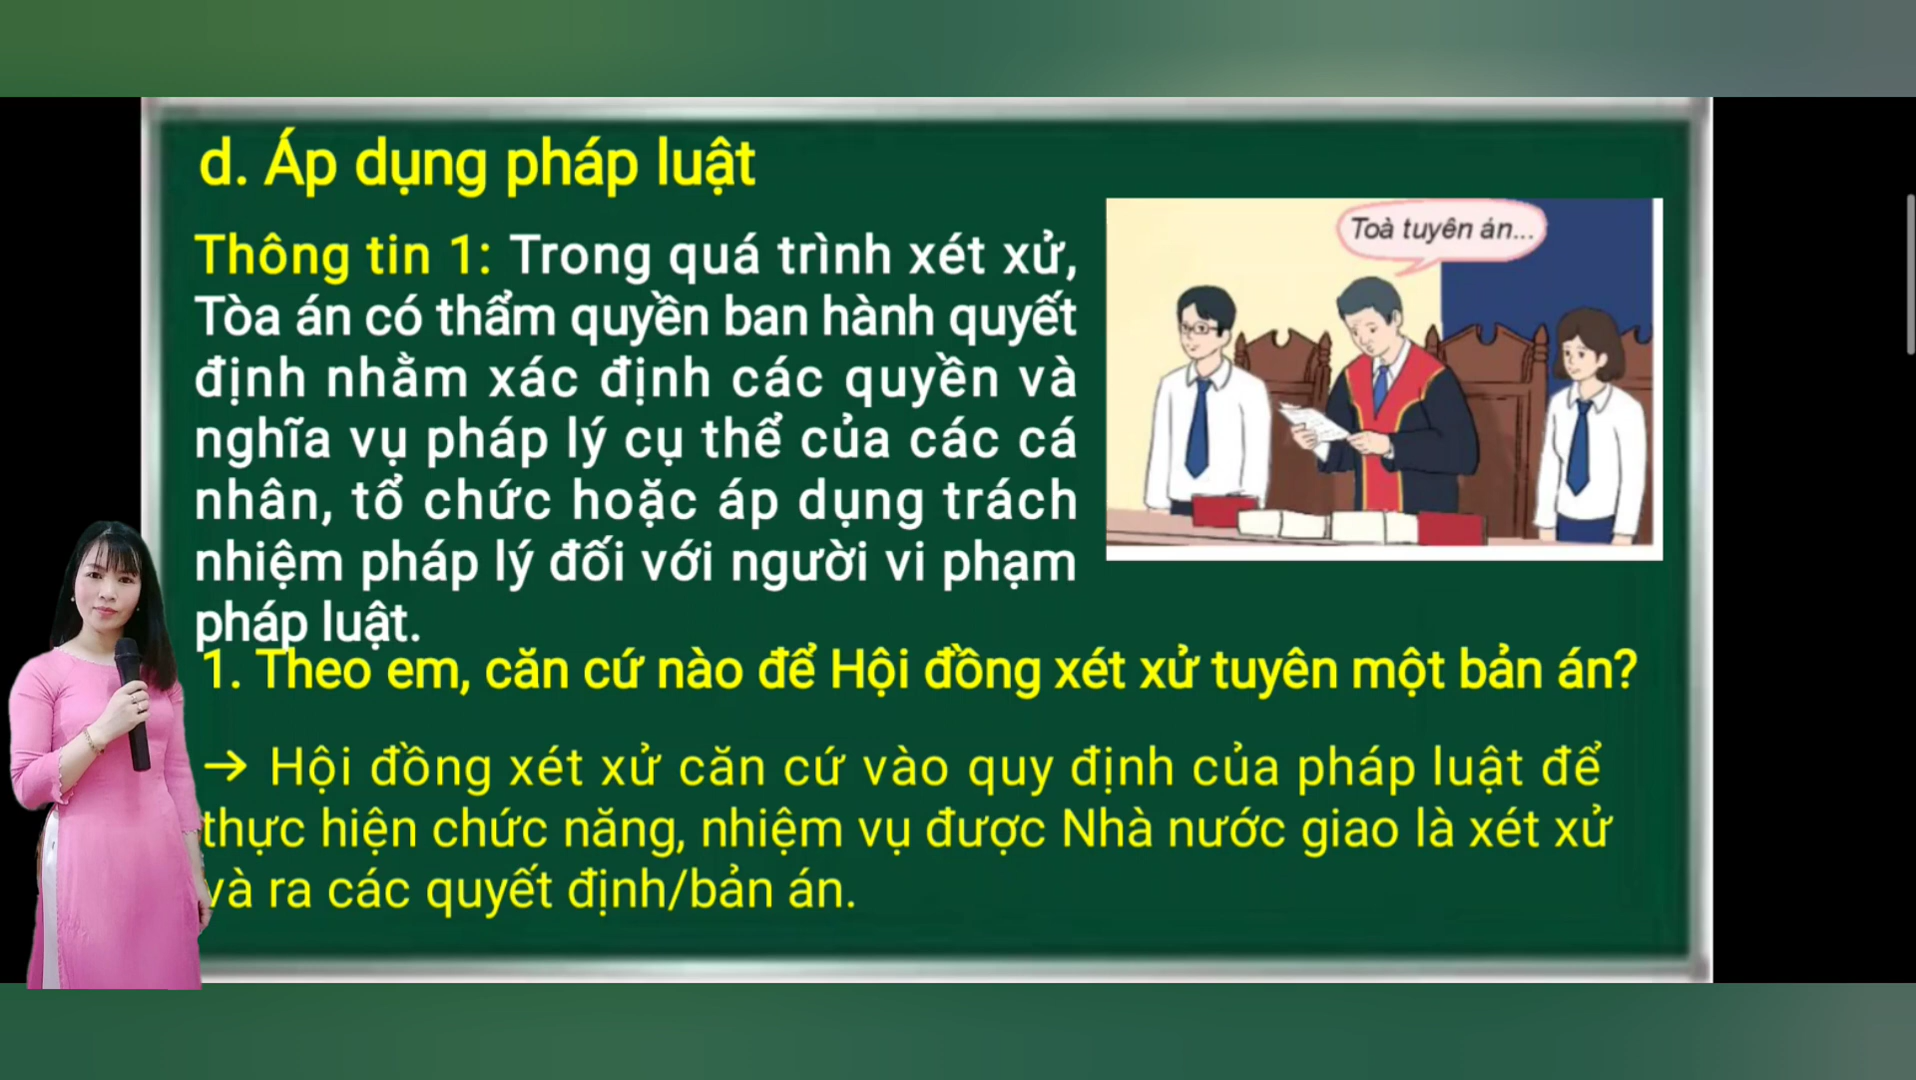 d. Áp dụng pháp luật
Toà tuyên án...
Thông tin 1: Trong quá trình xét xử,
Tòa án có thẩm quyền ban hành quyết
định nhằm xác định các quyền và
nghĩa vụ pháp lý cụ thể của các cá
nhân, tổ chức hoặc áp dụng trách
nhiệm pháp lý đối với người vi phạm
pháp luật.
1. Theo em, căn cứ nào để Hội đồng xét xử tuyên một bản án?
→ Hội đồng xét xử căn cứ vào quy định của pháp luật để
thực hiện chức năng, nhiệm vụ được Nhà nước giao là xét xử
và ra các quyết định/bản án.